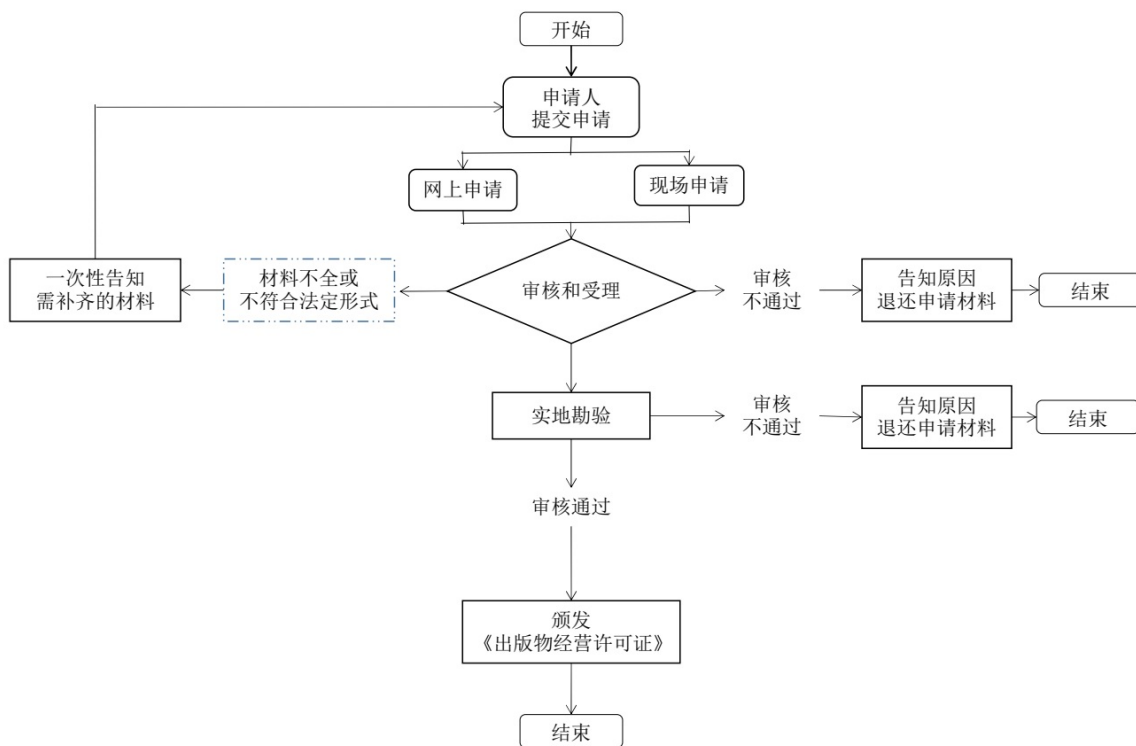 开始
申请人
提交申请
网上申请
现场申请
一次性告知
需补齐的材料
材料不全或
不符合法定形式
审核和受理
审核
不通过
告知原因
退还申请材料
结束
实地勘验
审核
不通过
告知原因
退还申请材料
结束
审核通过
颁发
《出版物经营许可证》
结束